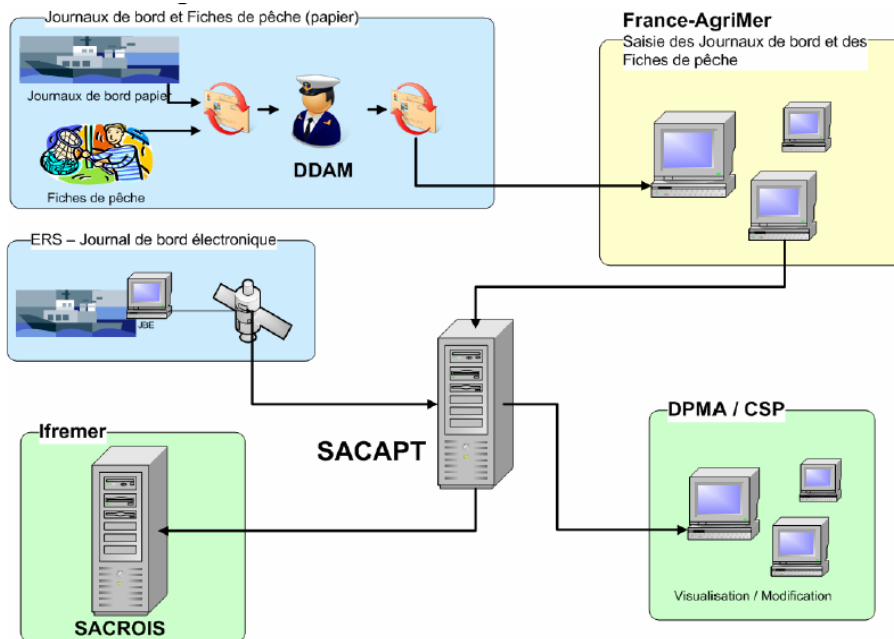 Journaux de bord et Fiches de pêche (papier)
Journaux de bord papier
Fiches de pêche
DDAM
France-AgriMer
Saisie des Journaux de bord et des
Fiches de pêche
ERS – Journal de bord électronique
JBE
SACAPT
Ifremer
SACROIS
DPMA / CSP
Visualisation / Modification